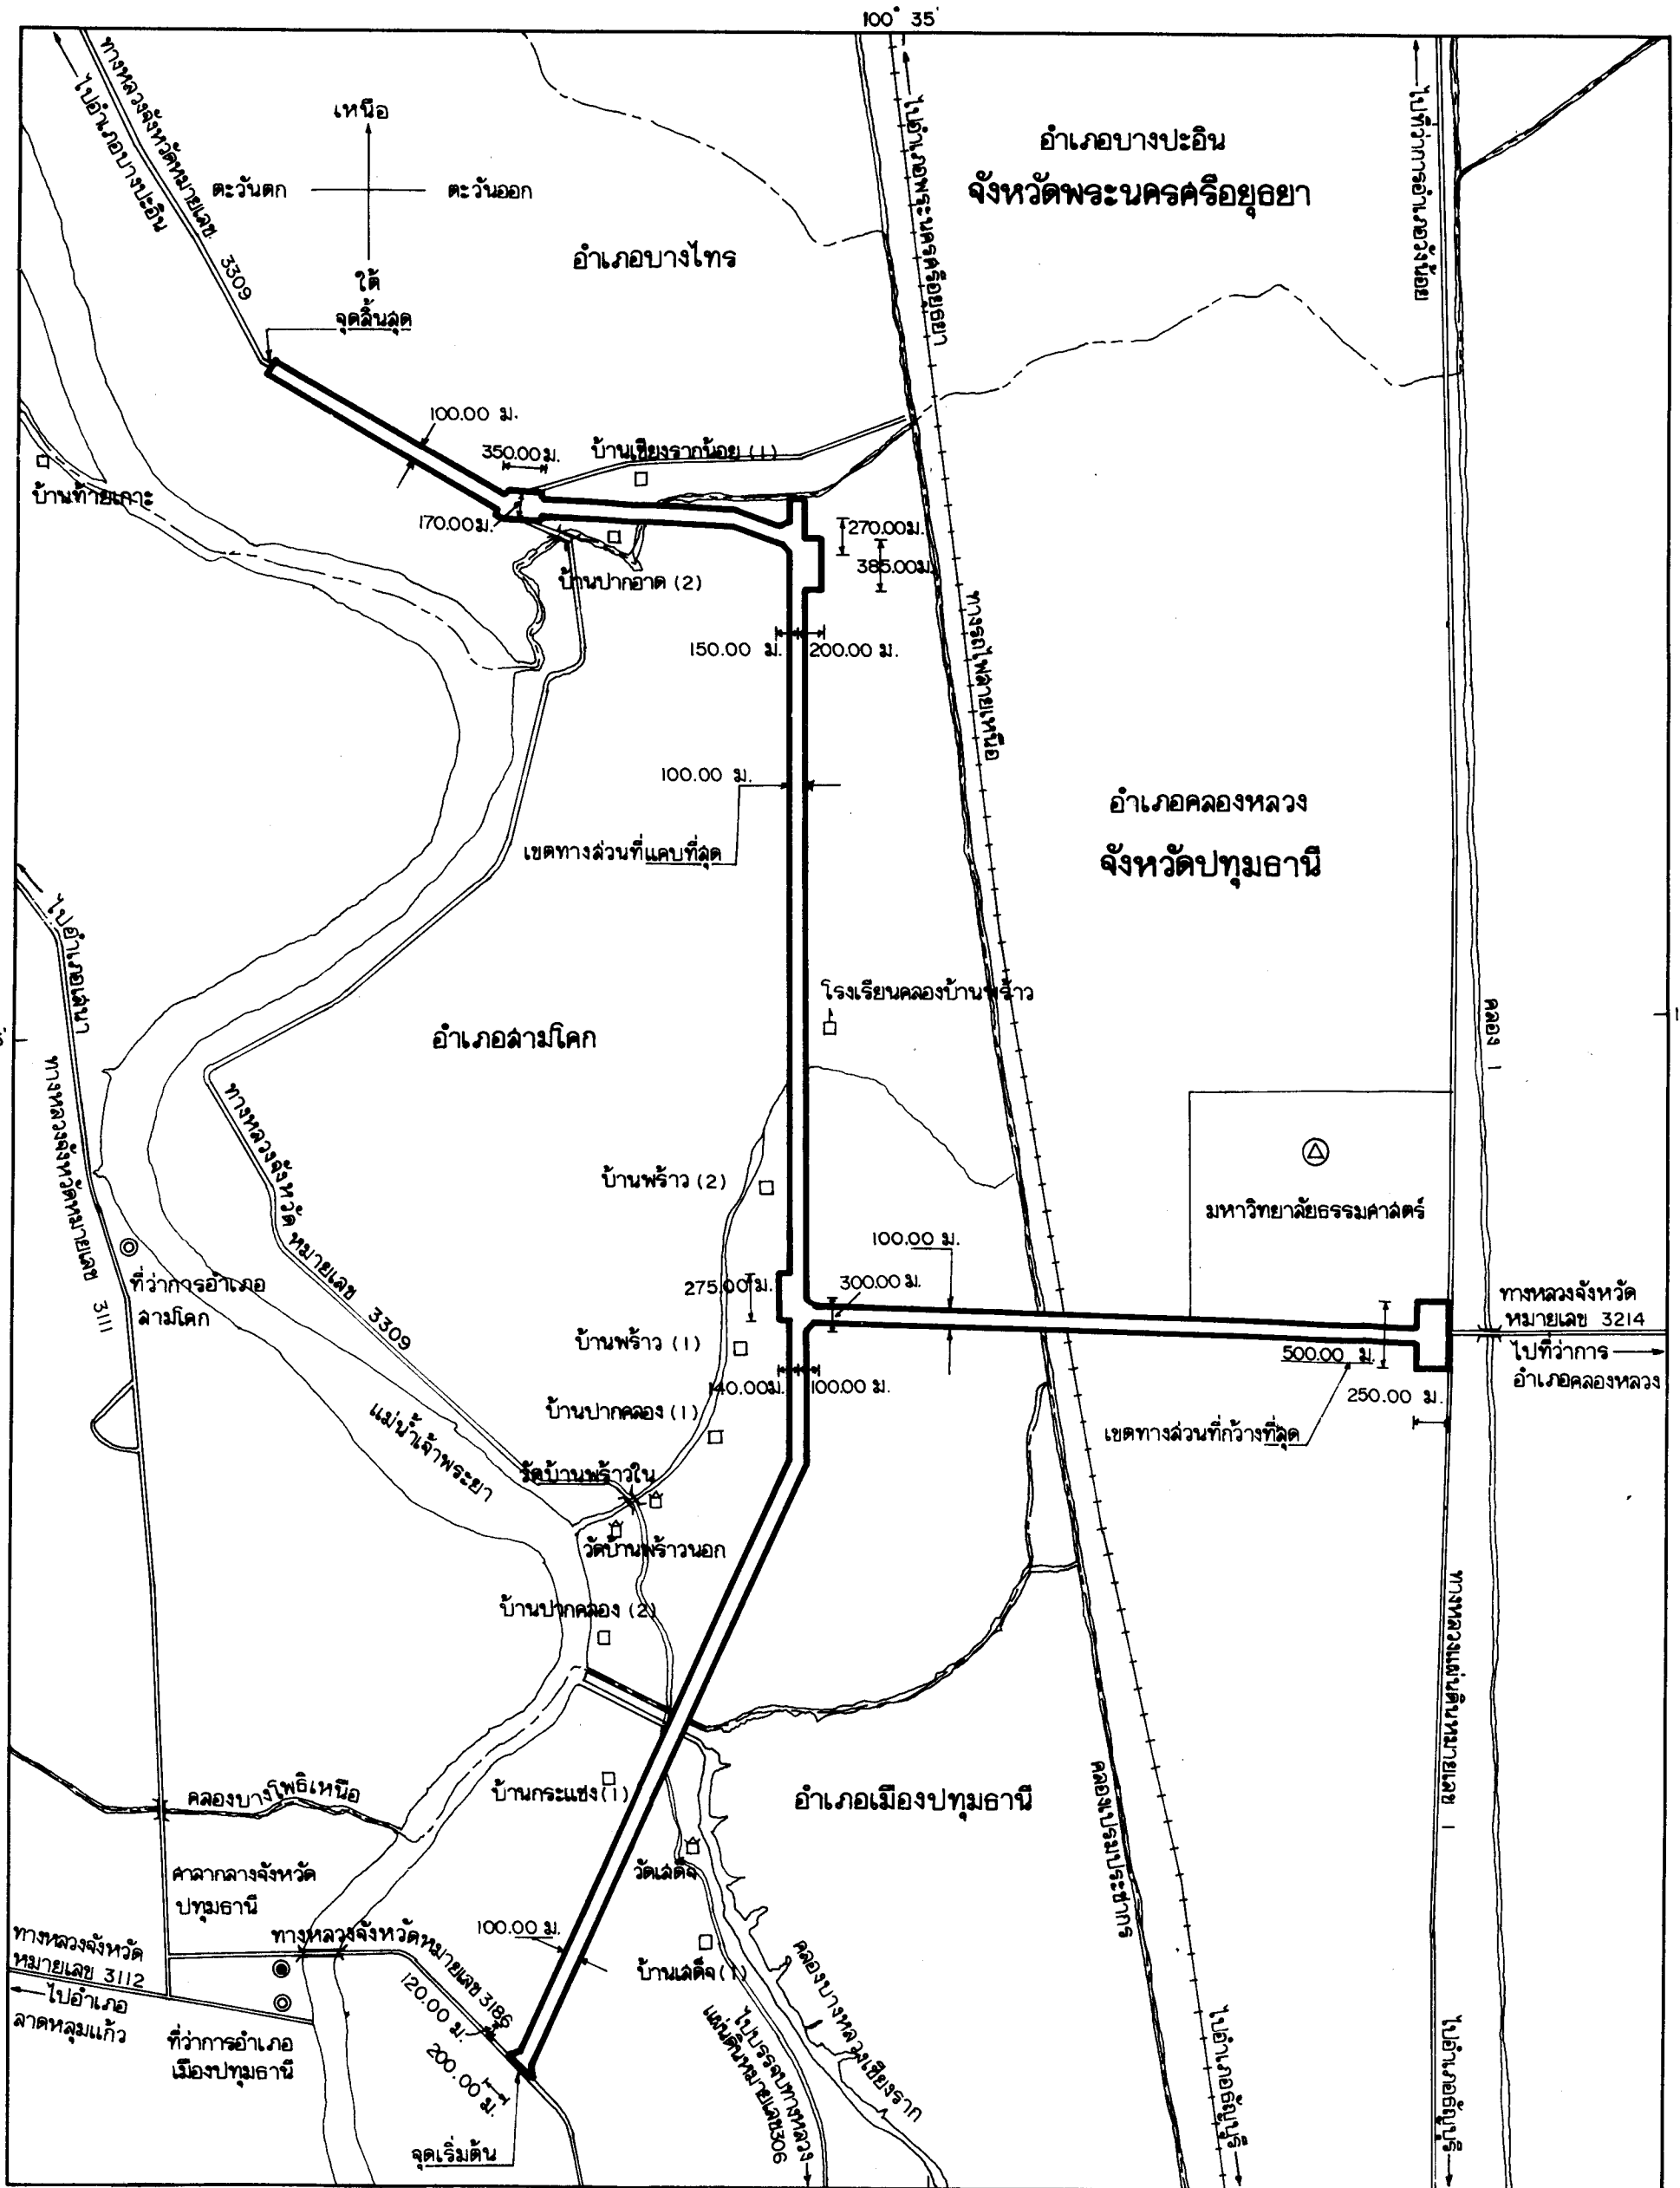 100° 35'
ทางหลวงจังหวัดหมายเลข 3309
ไปอำเภอบางปะอิน
เหนือ
ตะวันตก
ตะวันออก
ใต้
จุดสิ้นสุด
อำเภอบางไทร
ไปอำเภอพระนครศรีอยุธยา
อำเภอบางปะอิน
จังหวัดพระนครศรีอยุธยา
ไปที่ว่าการอำเภอวังน้อย
100.00 ม.
350.00 ม.
บ้านเชียงรากน้อย (1)
บ้านท้ายเกาะ
170.00 ม.
270.00 ม.
385.00 ม.
บ้านปากอาด (2)
150.00 ม.
200.00 ม.
ทางรถไฟสายเหนือ
100.00 ม.
เขตทางส่วนที่แคบที่สุด
อำเภอคลองหลวง
จังหวัดปทุมธานี
ไปอำเภอเสนา
โรงเรียนคลองบ้านพร้าว
คลอง 1
อำเภอสามโคก
ทางหลวงจังหวัดหมายเลข 3111
ทางหลวงจังหวัด หมายเลข 3309
บ้านพร้าว (2)
มหาวิทยาลัยธรรมศาสตร์
ที่ว่าการอำเภอ
สามโคก
100.00 ม.
275.00 ม.
300.00 ม.
ทางหลวงจังหวัด
หมายเลข 3214
บ้านพร้าว (1)
500.00 ม.
ไปที่ว่าการ
อำเภอคลองหลวง
140.00 ม.
100.00 ม.
250.00 ม.
แม่น้ำเจ้าพระยา
บ้านปากคลอง (1)
เขตทางส่วนที่กว้างที่สุด
วัดบ้านพร้าวใน
วัดบ้านพร้าวนอก
บ้านปากคลอง (2)
ทางหลวงแผ่นดินหมายเลข 1
คลองบางโพธิ์เหนือ
บ้านกระแชง (1)
อำเภอเมืองปทุมธานี
คลองเปรมประชากร
วัดเสด็จ
ศาลากลางจังหวัด
ปทุมธานี
ทางหลวงจังหวัด
หมายเลข 3112
ทางหลวงจังหวัดหมายเลข 3186
100.00 ม.
บ้านเสด็จ (1)
คลองบางหลวงเชียงราก
ไปอำเภอ
ลาดหลุมแก้ว
120.00 ม.
ที่ว่าการอำเภอ
เมืองปทุมธานี
200.00 ม.
ไปบรรจบทางหลวง
แผ่นดินหมายเลข 306
ไปอำเภอธัญบุรี
ไปอำเภอธัญบุรี
จุดเริ่มต้น